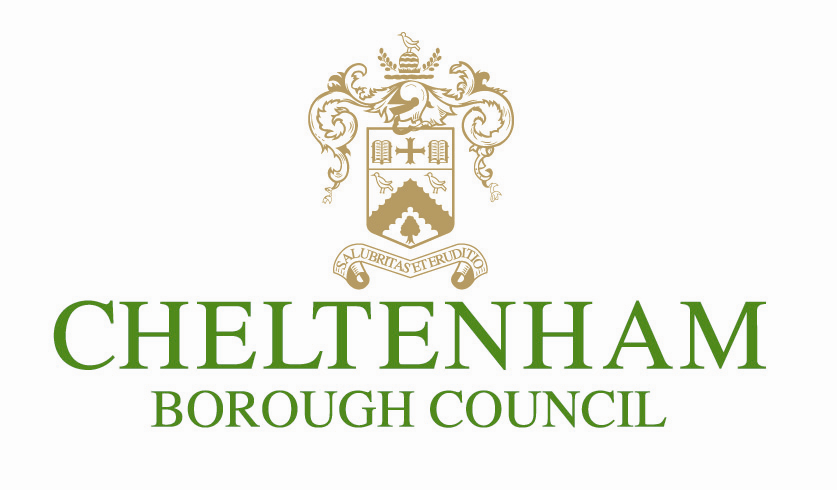 SALUBRITAS ET ERUDITIO
CHELTENHAM
BOROUGH COUNCIL